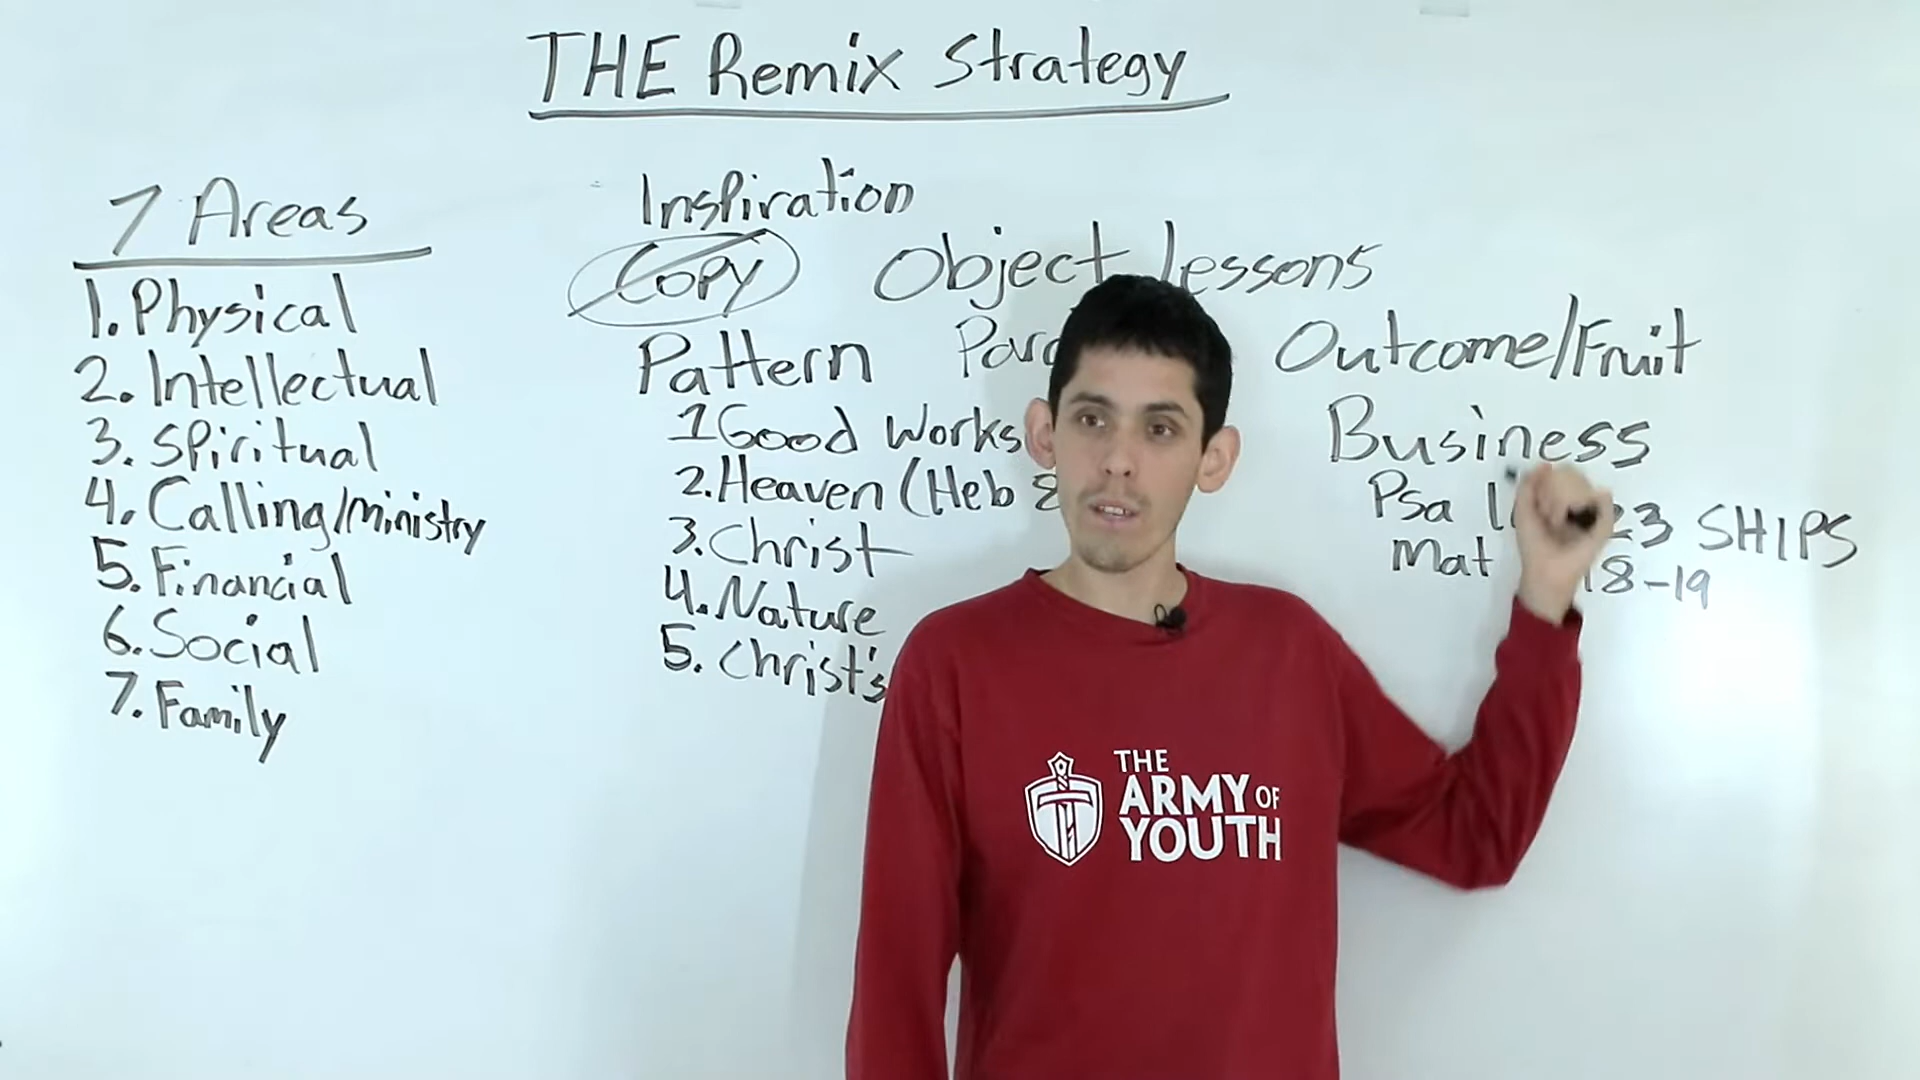 THE Remix Strategy
7 Areas
1. Physical
2. Intellectual
3. Spiritual
4. Calling/Ministry
5. Financial
6. Social
7. Family
Inspiration
Copy Object lessons
Pattern
1 Good Works
2. Heaven (Heb 8
3. Christ
4. Nature
5. Christ's
Outcome/Fruit
Business
Psa 23 SHIPS
Mat 18-19
THE
ARMY OF
YOUTH